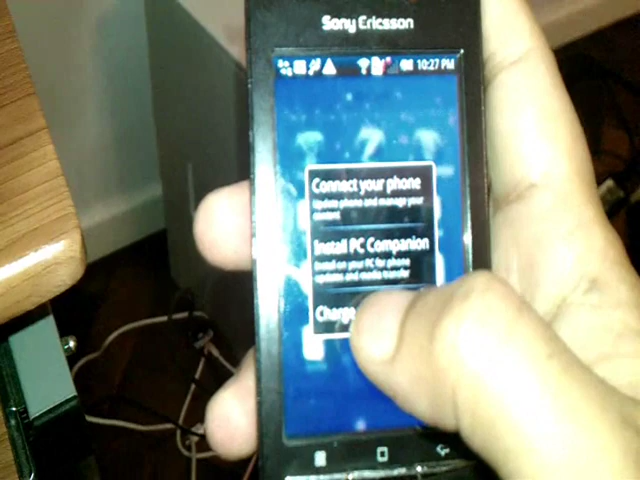 Sony Ericsson
10:27 PM
Connect your phone
Update phone and manage your
content
Install PC Companion
Install on your PC for phone
updates and media transfer
Charge